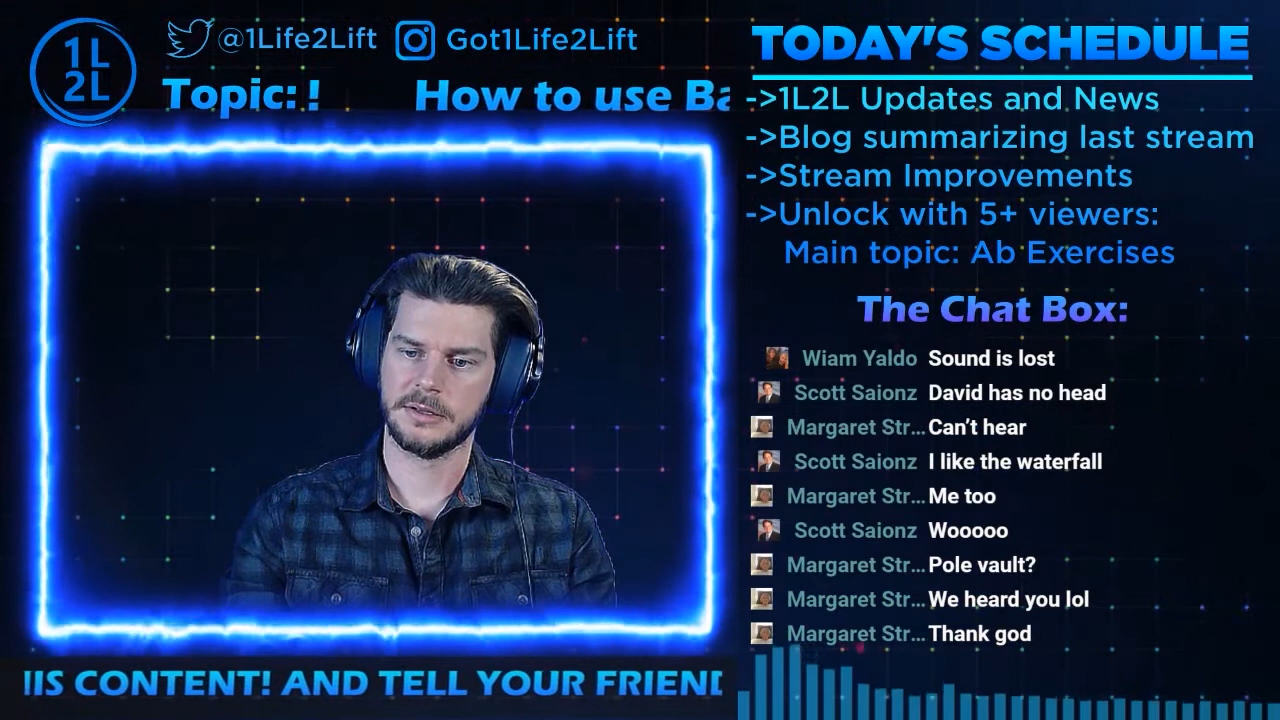 1L
2L
@1Life2Lift
Got1Life2Lift
Topic: !
How to use Ba
TODAY'S SCHEDULE
->1L2L Updates and News
->Blog summarizing last stream
->Stream Improvements
->Unlock with 5+ viewers:
Main topic: Ab Exercises
The Chat Box:
Wiam Yaldo Sound is lost
Scott Saionz David has no head
Margaret Str... Can't hear
Scott Saionz I like the waterfall
Margaret Str... Me too
Scott Saionz Wooooo
Margaret Str... Pole vault?
Margaret Str... We heard you lol
Margaret Str... Thank god
IIS CONTENT! AND TELL YOUR FRIEND